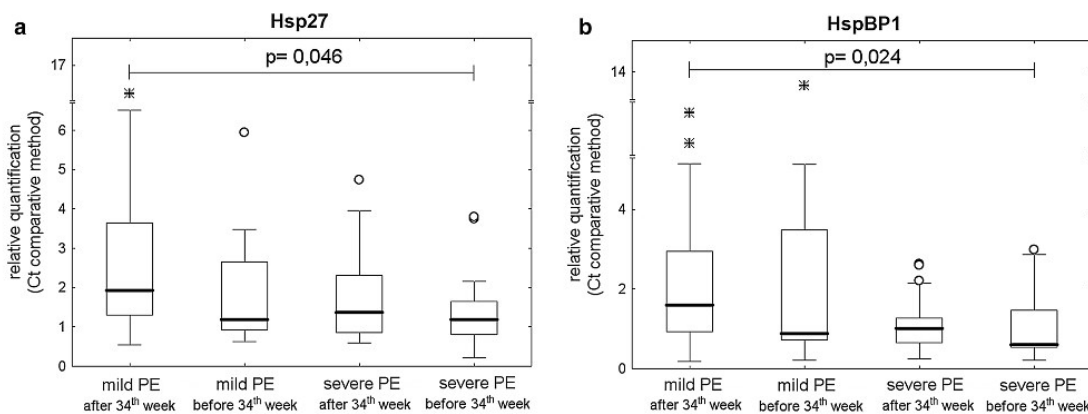 a
Hsp27
17
p= 0,046
6
5
4
3
2
1
0
relative quantification
(Ct comparative method)
mild PE
after 34th week
mild PE
before 34th week
severe PE
after 34th week
severe PE
before 34th week
b
HspBP1
14
p= 0,024
4
2
0
relative quantification
(Ct comparative method)
mild PE
after 34th week
mild PE
before 34th week
severe PE
after 34th week
severe PE
before 34th week